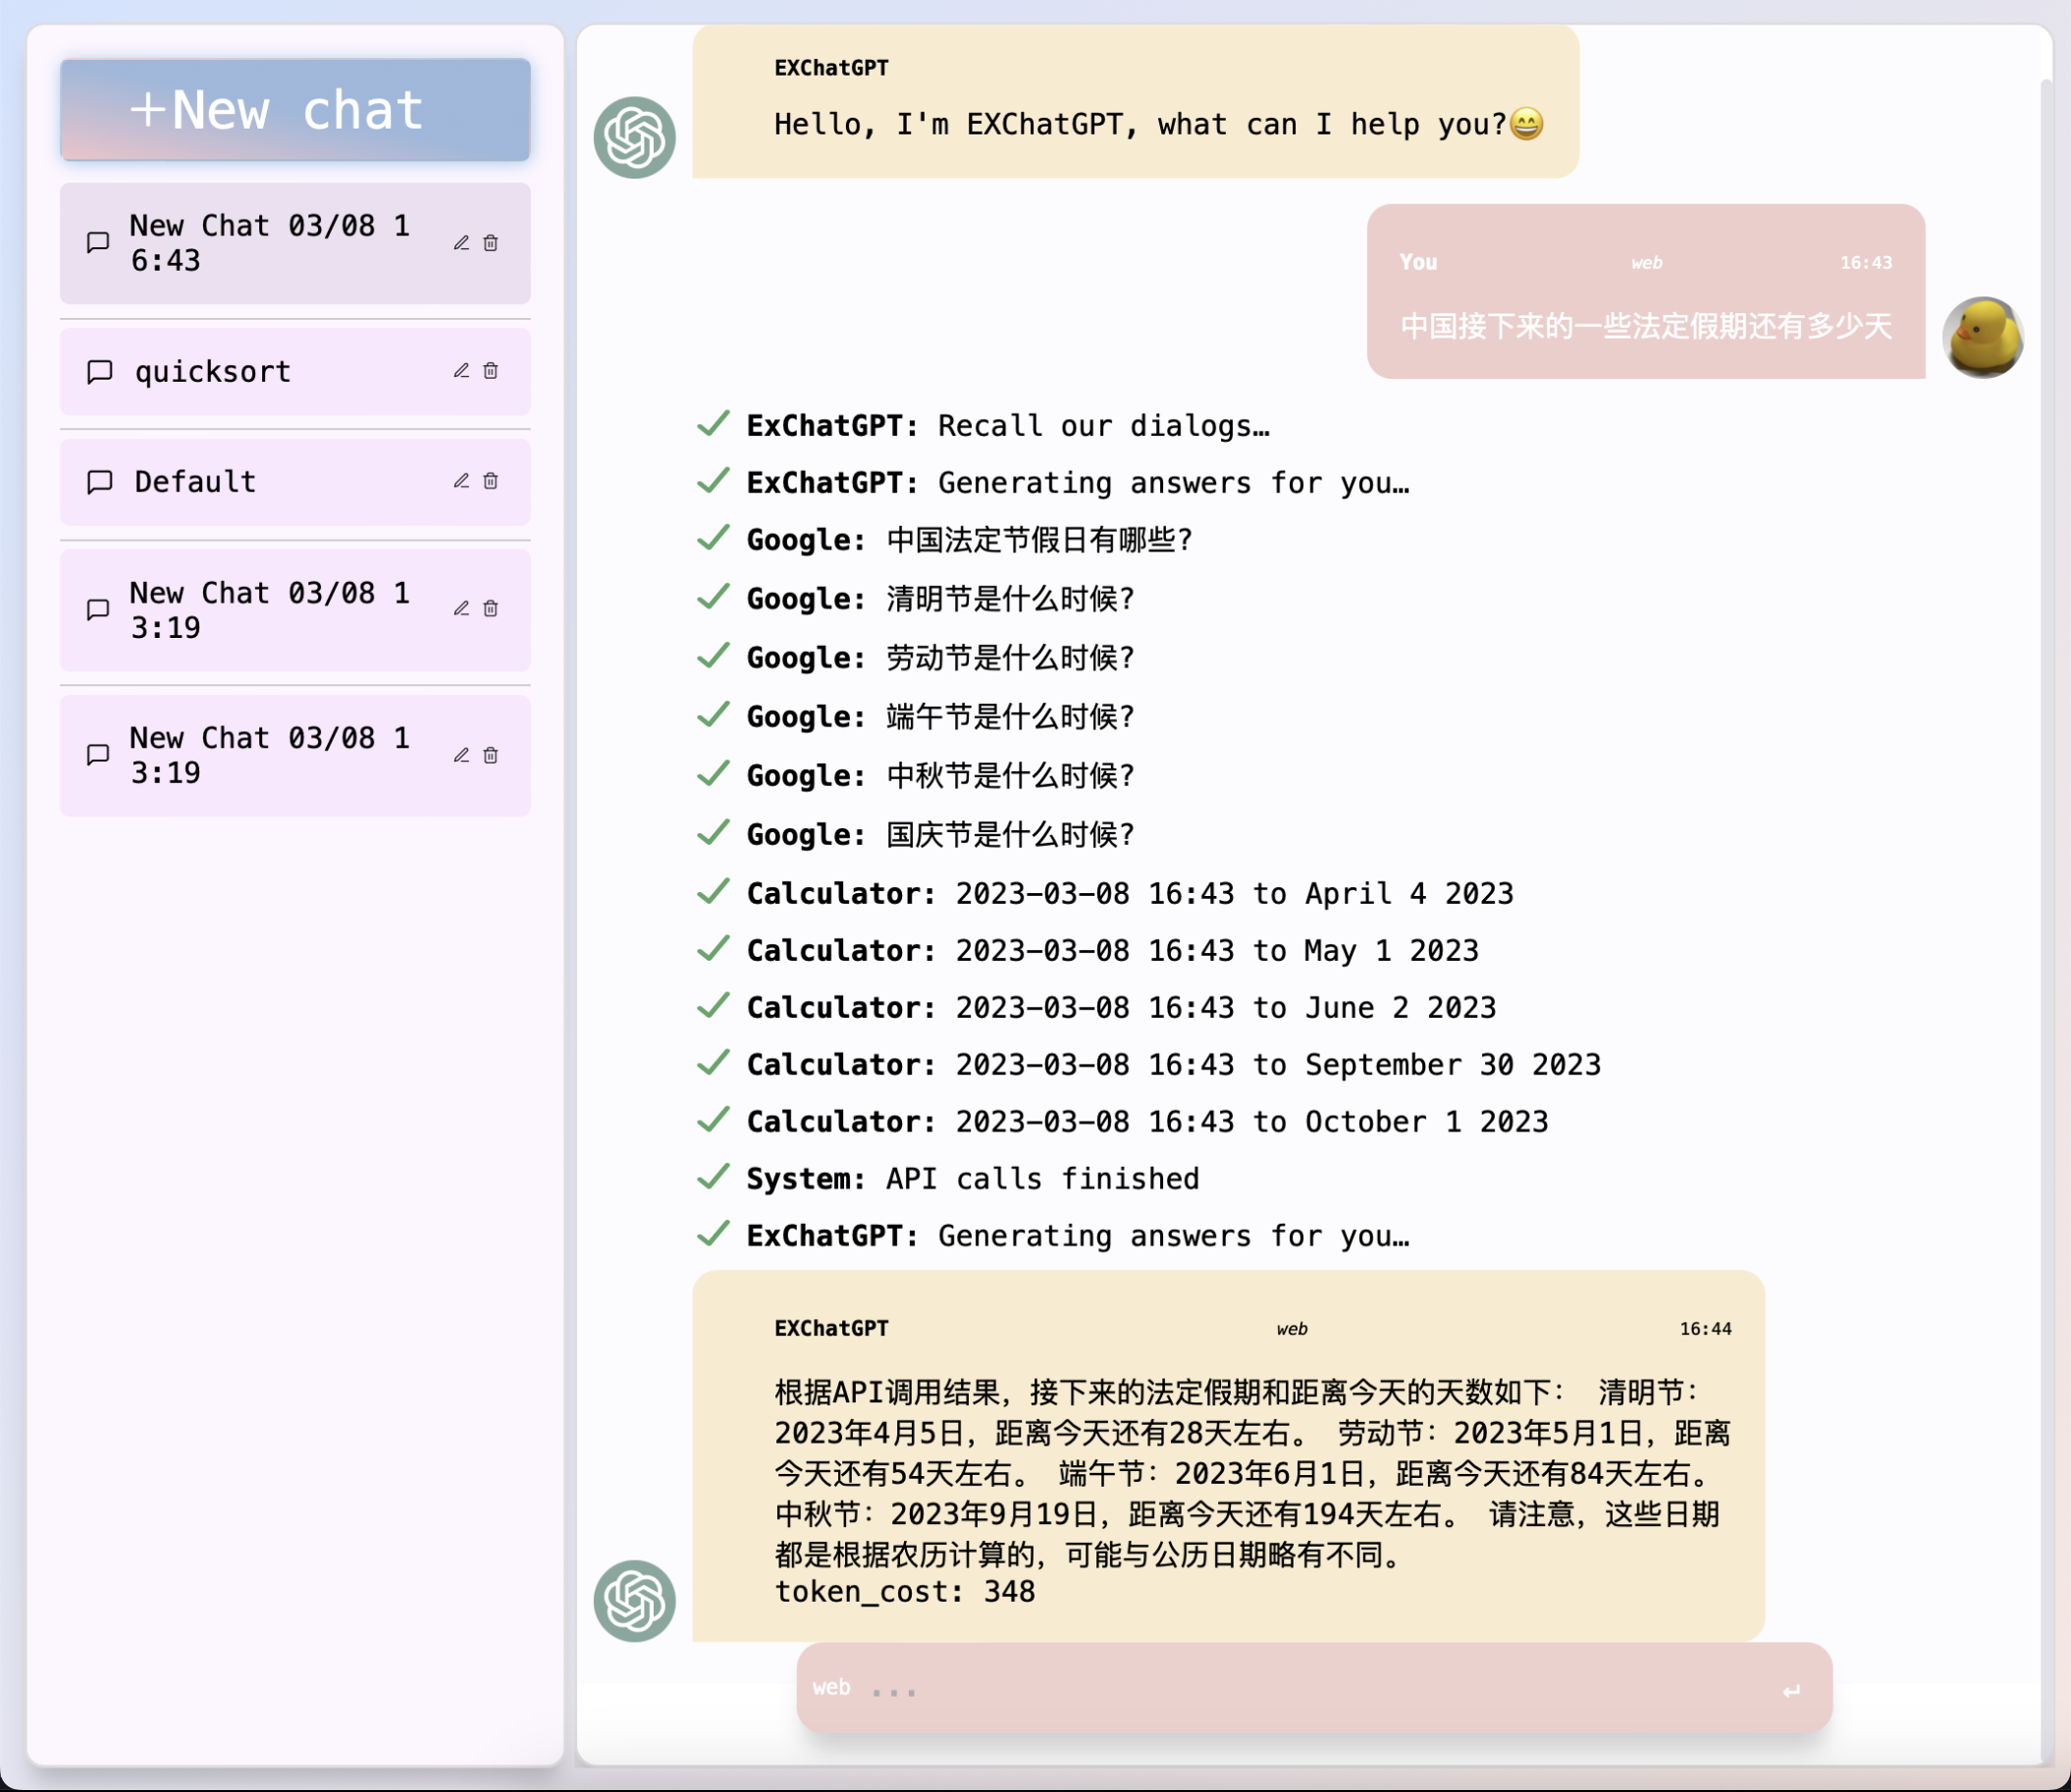 +New chat
New Chat 03/08 1
6:43
quicksort
Default
New Chat 03/08 1
3:19
New Chat 03/08 1
3:19
EXChatGPT
Hello, I'm EXChatGPT, what can I help you?😄
You web 16:43
中国接下来的一些法定假期还有多少天
ExChatGPT: Recall our dialogs…
ExChatGPT: Generating answers for you…
Google: 中国法定节假日有哪些?
Google: 清明节是什么时候?
Google: 劳动节是什么时候?
Google: 端午节是什么时候?
Google: 中秋节是什么时候?
Google: 国庆节是什么时候?
Calculator: 2023-03-08 16:43 to April 4 2023
Calculator: 2023-03-08 16:43 to May 1 2023
Calculator: 2023-03-08 16:43 to June 2 2023
Calculator: 2023-03-08 16:43 to September 30 2023
Calculator: 2023-03-08 16:43 to October 1 2023
System: API calls finished
ExChatGPT: Generating answers for you…
EXChatGPT web 16:44
根据API调用结果，接下来的法定假期和距离今天的天数如下： 清明节：
2023年4月5日，距离今天还有28天左右。 劳动节：2023年5月1日，距离
今天还有54天左右。 端午节：2023年6月1日，距离今天还有84天左右。
中秋节：2023年9月19日，距离今天还有194天左右。 请注意，这些日期
都是根据农历计算的，可能与公历日期略有不同。
token_cost: 348
web ...